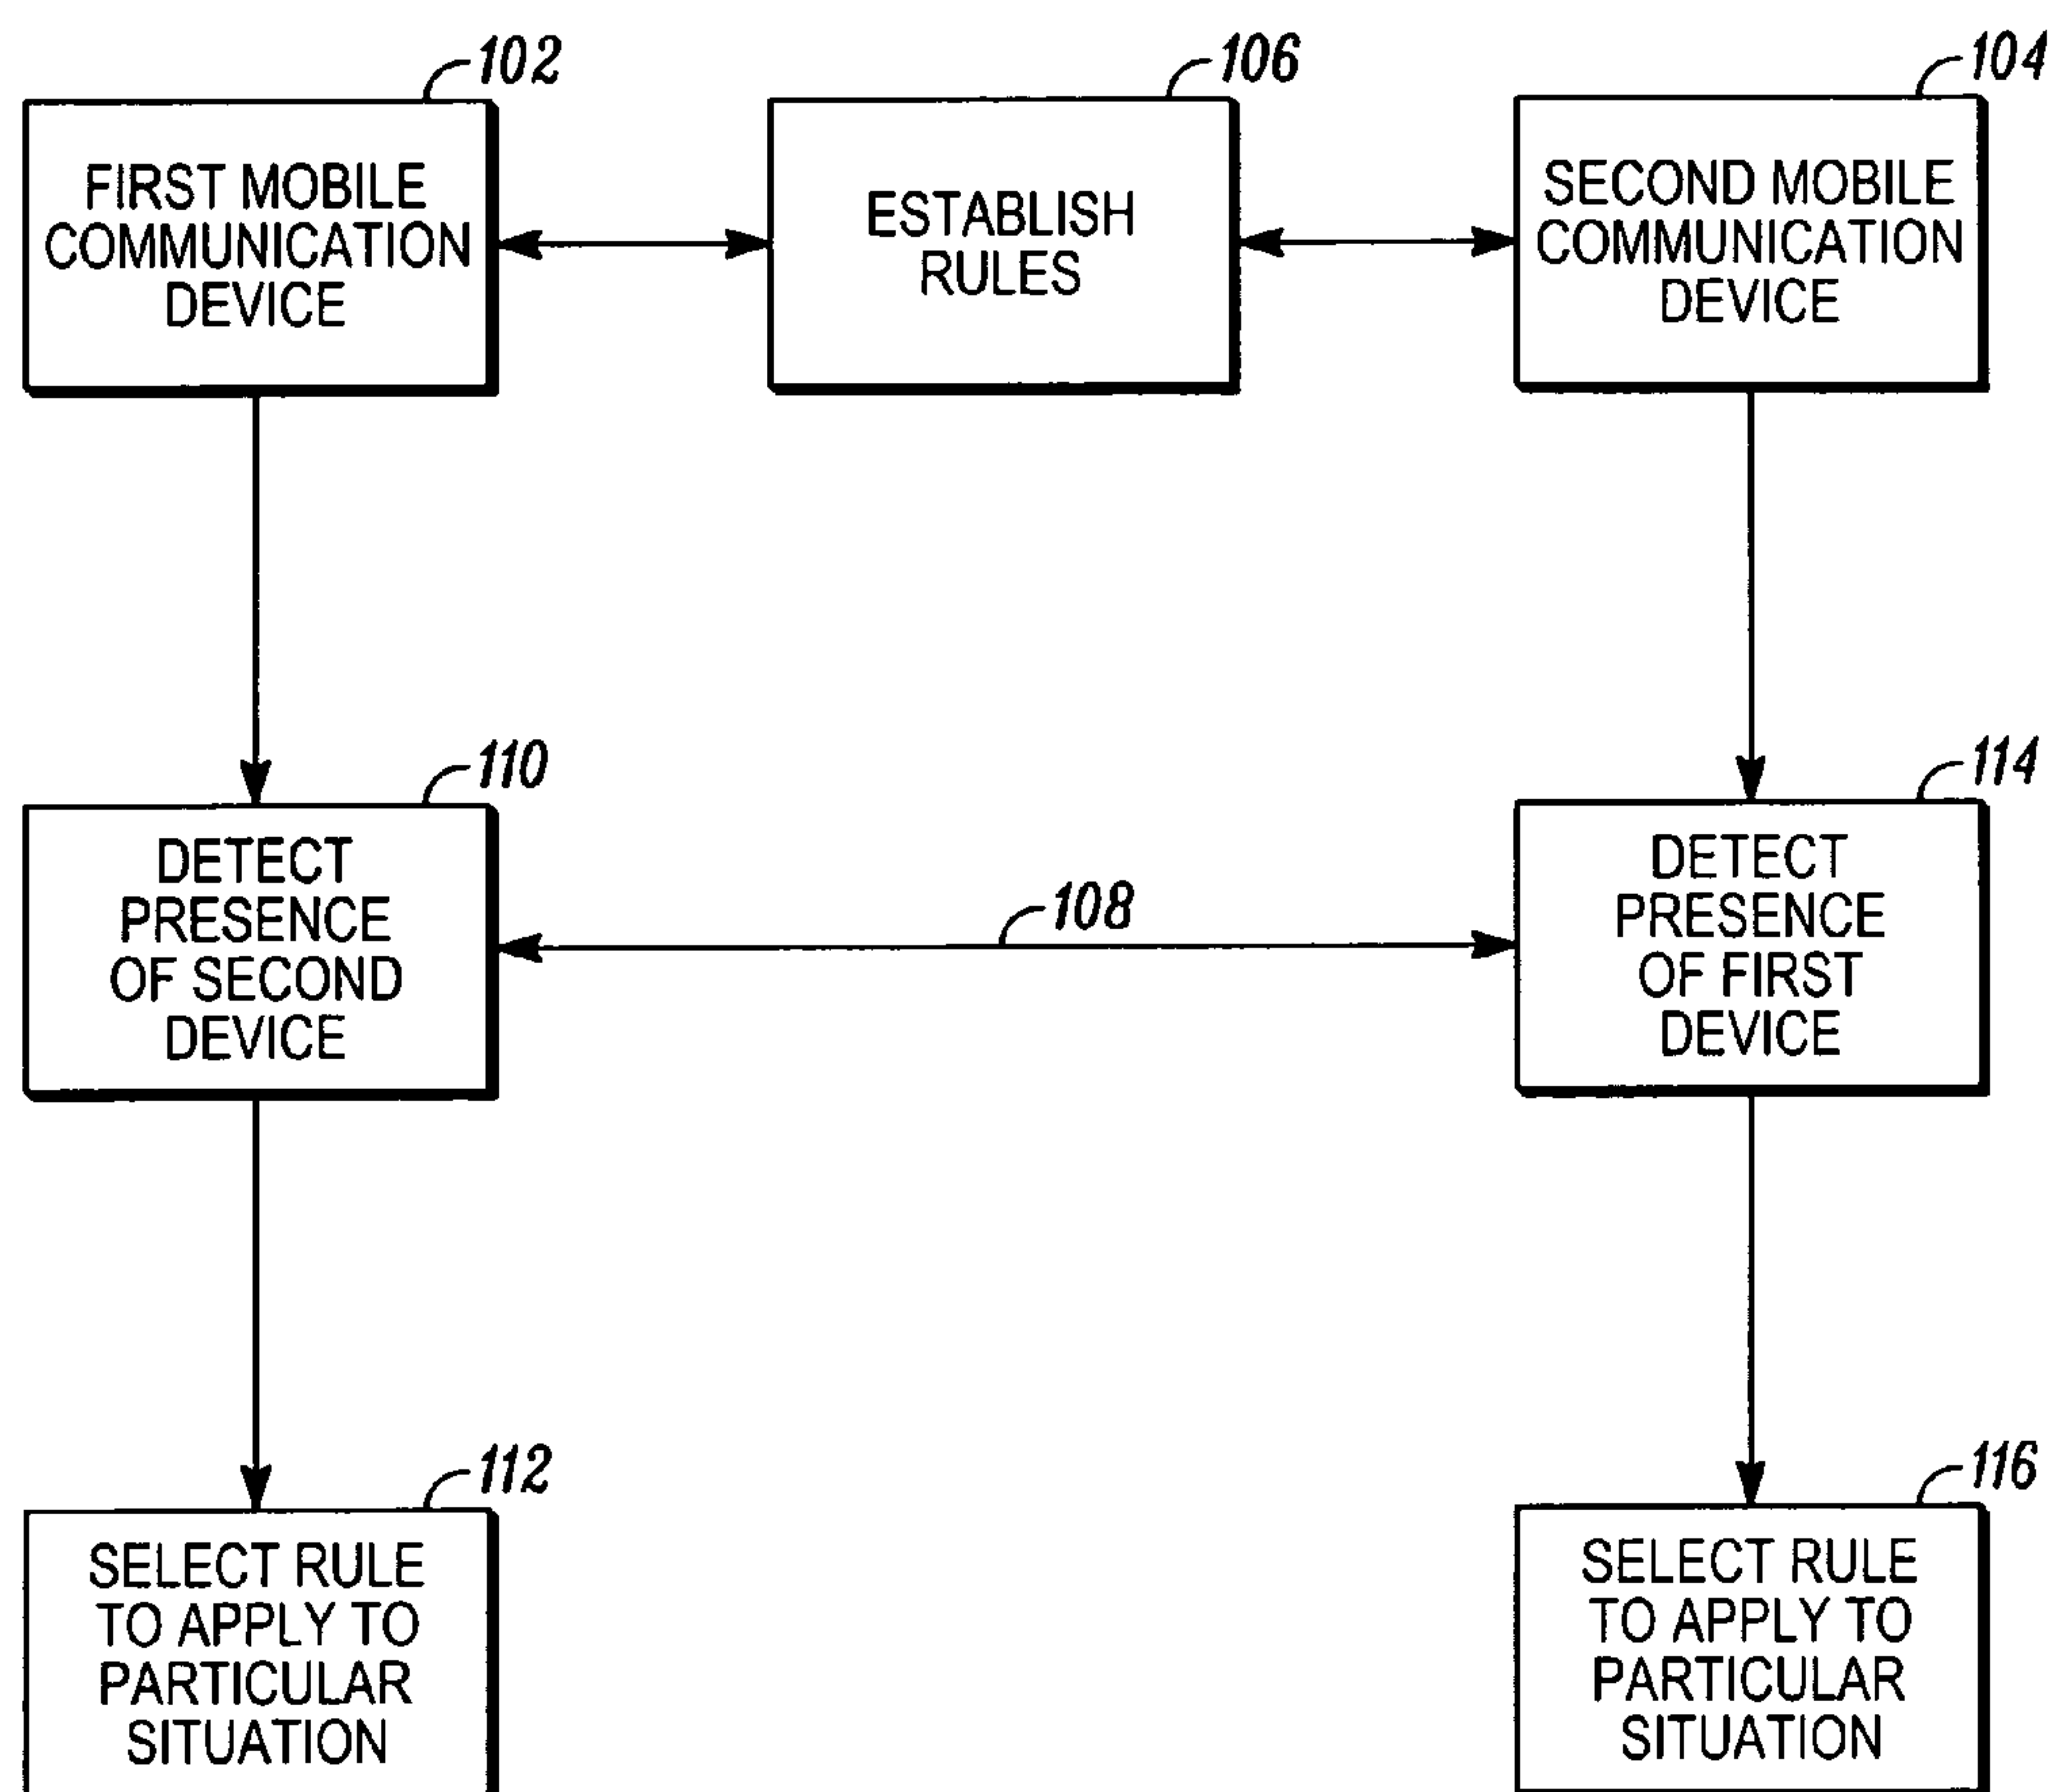 102
106
104
FIRST MOBILE
COMMUNICATION
DEVICE
ESTABLISH
RULES
SECOND MOBILE
COMMUNICATION
DEVICE
110
114
DETECT
PRESENCE
OF SECOND
DEVICE
108
DETECT
PRESENCE
OF FIRST
DEVICE
112
116
SELECT RULE
TO APPLY TO
PARTICULAR
SITUATION
SELECT RULE
TO APPLY TO
PARTICULAR
SITUATION